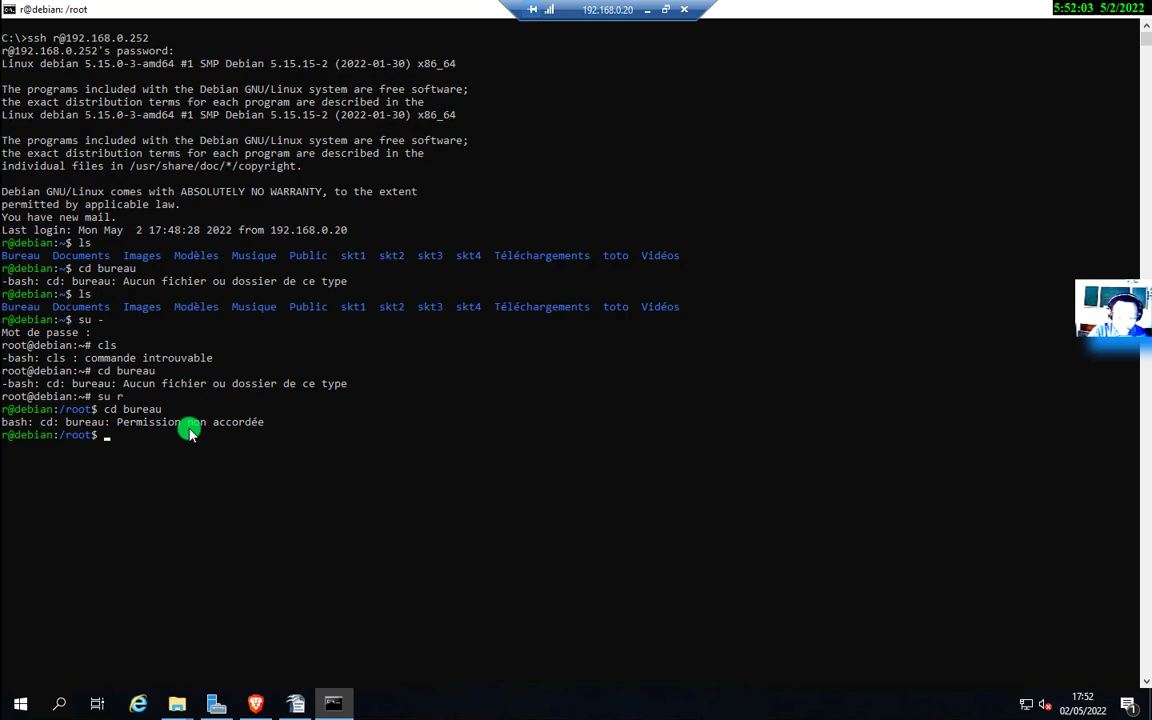 r@debian: /root
192.168.0.20
5:52:03 5/2/2022
C:\>ssh r@192.168.0.252
r@192.168.0.252's password:
Linux debian 5.15.0-3-amd64 #1 SMP Debian 5.15.15-2 (2022-01-30) x86_64
The programs included with the Debian GNU/Linux system are free software;
the exact distribution terms for each program are described in the
Linux debian 5.15.0-3-amd64 #1 SMP Debian 5.15.15-2 (2022-01-30) x86_64
The programs included with the Debian GNU/Linux system are free software;
the exact distribution terms for each program are described in the
individual files in /usr/share/doc/*/copyright.
Debian GNU/Linux comes with ABSOLUTELY NO WARRANTY, to the extent
permitted by applicable law.
You have new mail.
Last login: Mon May  2 17:48:28 2022 from 192.168.0.20
r@debian:~$ ls
Bureau  Documents  Images  Modèles  Musique  Public  skt1  skt2  skt3  skt4  Téléchargements  toto  Vidéos
r@debian:~$ cd bureau
-bash: cd: bureau: Aucun fichier ou dossier de ce type
r@debian:~$ ls
Bureau  Documents  Images  Modèles  Musique  Public  skt1  skt2  skt3  skt4  Téléchargements  toto  Vidéos
r@debian:~$ su -
Mot de passe :
root@debian:~# cls
-bash: cls : commande introuvable
root@debian:~# cd bureau
-bash: cd: bureau: Aucun fichier ou dossier de ce type
root@debian:~# su r
r@debian:/root$ cd bureau
bash: cd: bureau: Permission non accordée
r@debian:/root$
17:52
02/05/2022
1